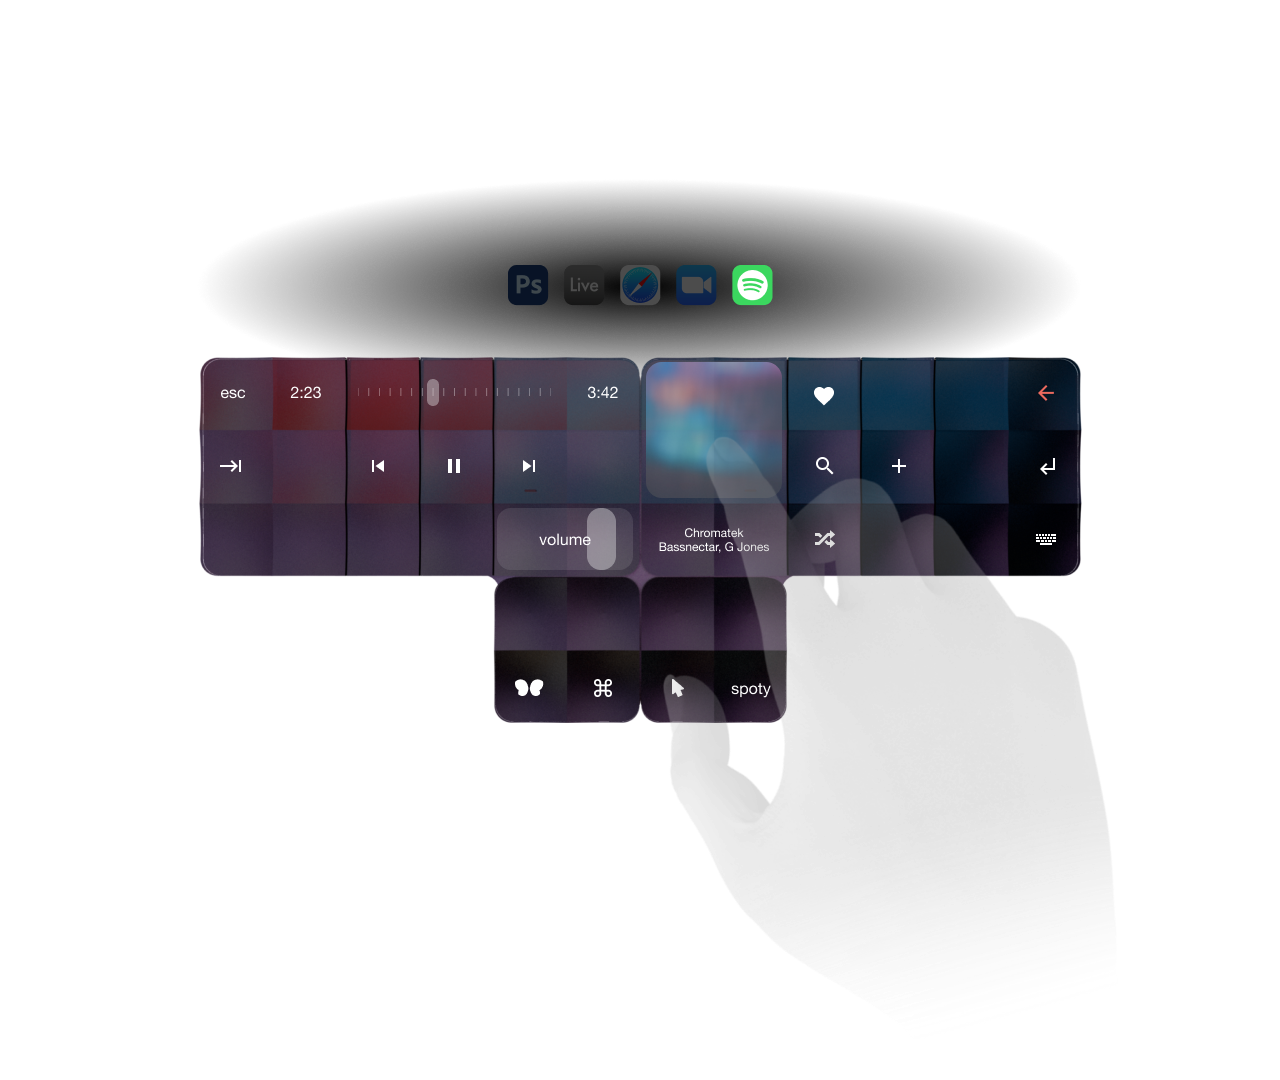 Ps
Live
esc
2:23
3:42
volume
Chromatek
Bassnectar, G Jones
spoty